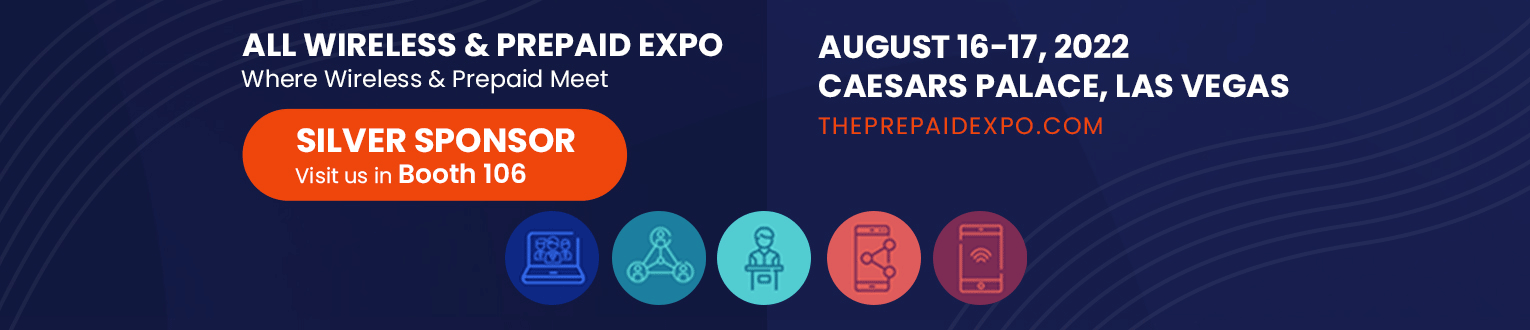 ALL WIRELESS & PREPAID EXPO
Where Wireless & Prepaid Meet
SILVER SPONSOR
Visit us in Booth 106
AUGUST 16-17, 2022
CAESARS PALACE, LAS VEGAS
THEPREPAIDEXPO.COM